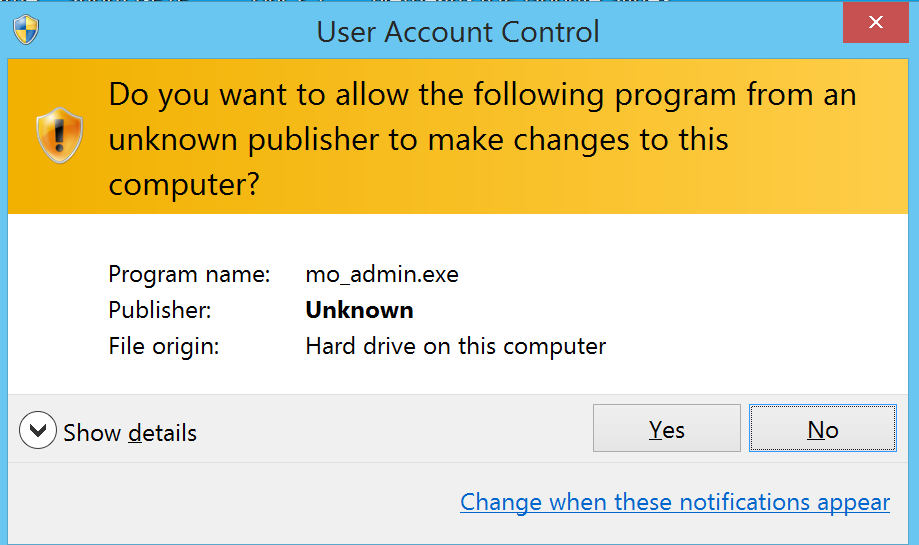 User Account Control
Do you want to allow the following program from an
unknown publisher to make changes to this
computer?
Program name: mo_admin.exe
Publisher: Unknown
File origin: Hard drive on this computer
Show details
Yes
No
Change when these notifications appear